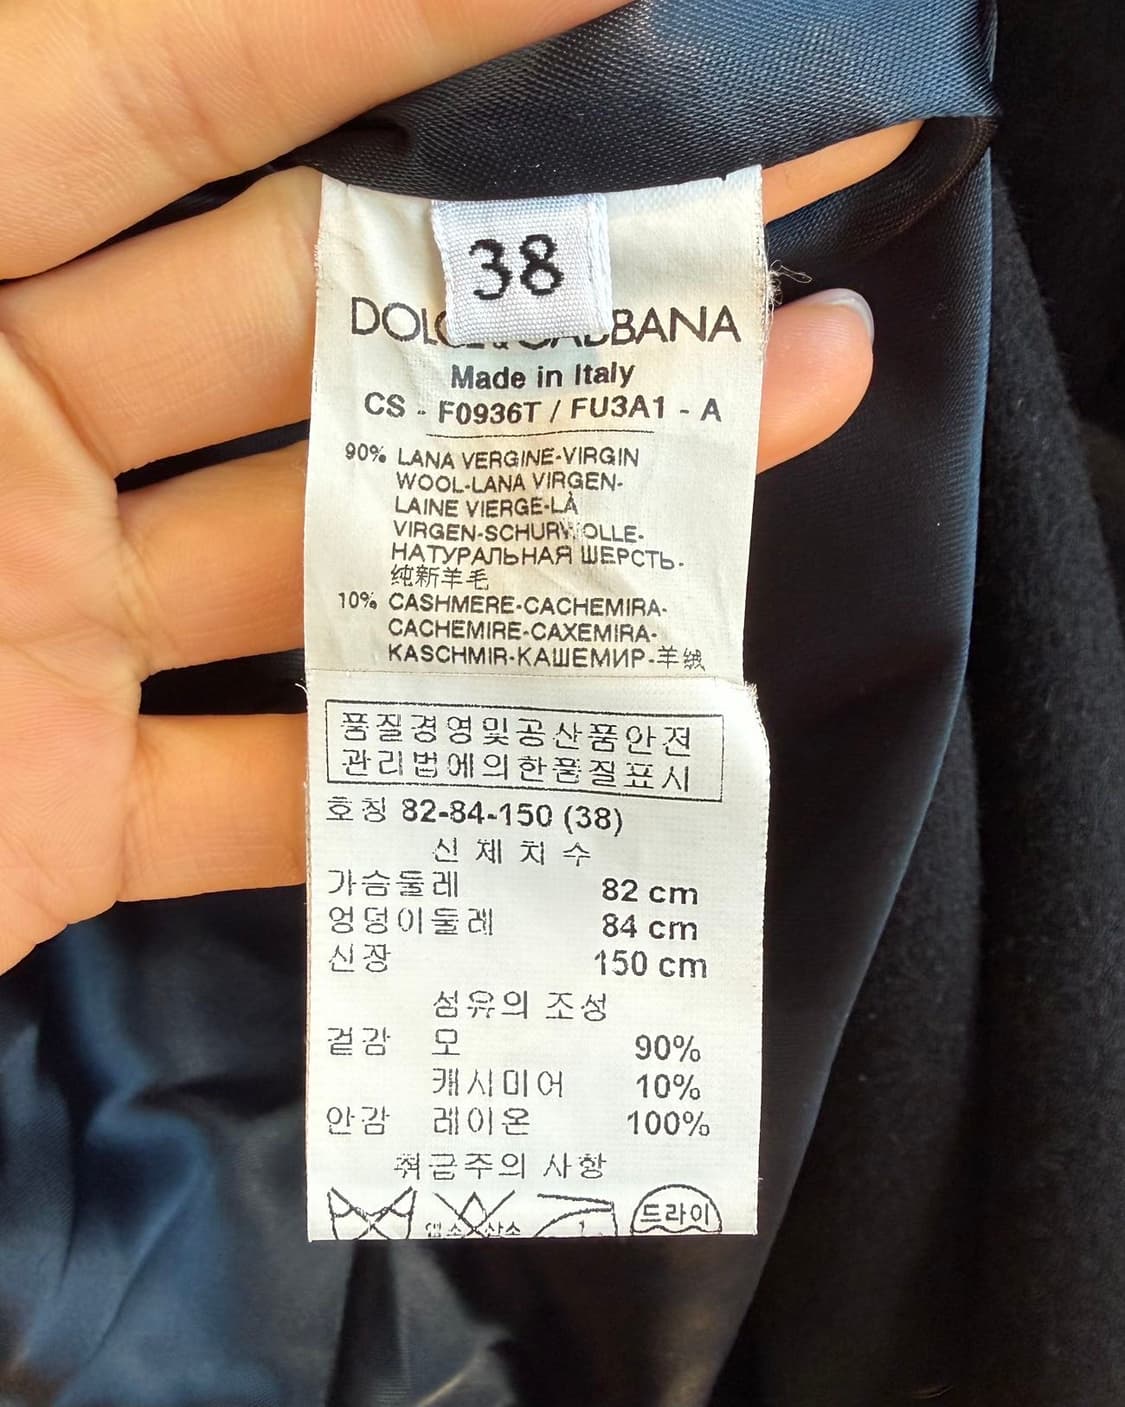 38
DOLCE & GABBANA
Made in Italy
CS - F0936T / FU3A1 - A
90% LANA VERGINE-VIRGIN
WOOL-LANA VIRGEN-
LAINE VIERGE-LÀ
VIRGEN-SCHURWOLLE-
НАТУРАЛЬНАЯ ШЕРСТЬ-
纯新羊毛
10% CASHMERE-CACHEMIRA-
CACHEMIRE-CAXEMIRA-
KASCHMIR-КАШЕМИР-羊绒
품질경영및공산품안전
관리법에의한품질표시
호칭 82-84-150 (38)
신체치수
가슴둘레 82 cm
엉덩이둘레 84 cm
신장 150 cm
섬유의 조성
겉감 모 90%
캐시미어 10%
안감 레이온 100%
취급주의 사항
드라이